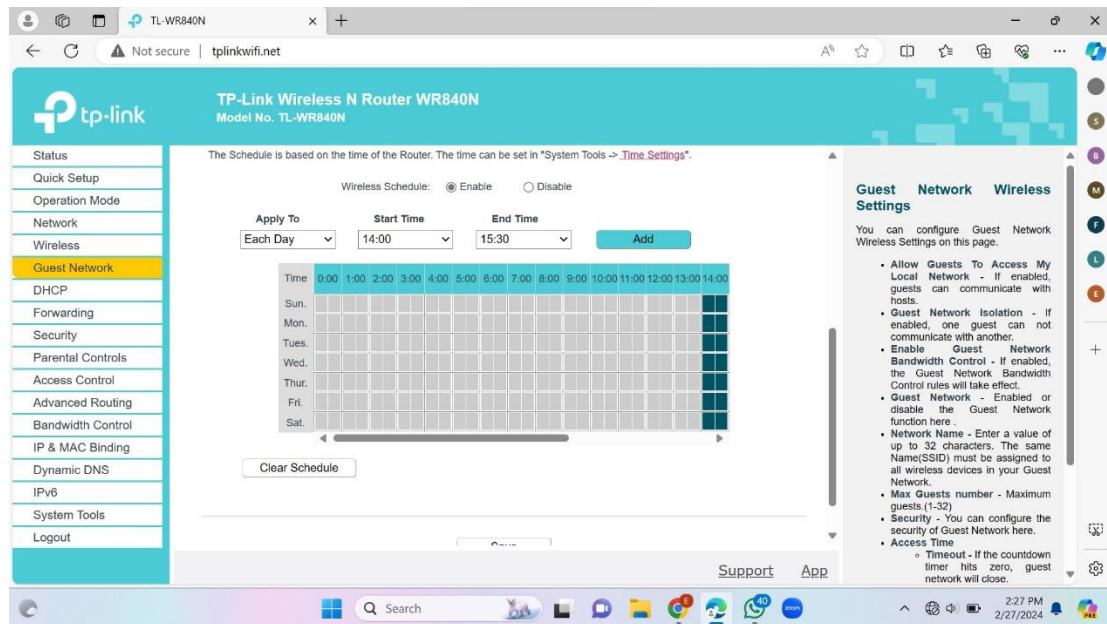 TL-WR840N
Not secure | tplinkwifi.net
tp-link
TP-Link Wireless N Router WR840N
Model No. TL-WR840N
Status
Quick Setup
Operation Mode
Network
Wireless
Guest Network
DHCP
Forwarding
Security
Parental Controls
Access Control
Advanced Routing
Bandwidth Control
IP & MAC Binding
Dynamic DNS
IPv6
System Tools
Logout
The Schedule is based on the time of the Router. The time can be set in "System Tools -> Time Settings".
Wireless Schedule: Enable Disable
Apply To Start Time End Time
Each Day 14:00 15:30 Add
Time 0:00 1:00 2:00 3:00 4:00 5:00 6:00 7:00 8:00 9:00 10:00 11:00 12:00 13:00 14:00
Sun.
Mon.
Tues.
Wed.
Thur.
Fri.
Sat.
Clear Schedule
Save
Guest Network Wireless
Settings
You can configure Guest Network
Wireless Settings on this page.
• Allow Guests To Access My
Local Network - If enabled,
guests can communicate with
hosts.
• Guest Network Isolation - If
enabled, one guest can not
communicate with another.
• Enable Guest Network
Bandwidth Control - If enabled,
the Guest Network Bandwidth
Control rules will take effect.
• Guest Network - Enabled or
disable the Guest Network
function here .
• Network Name - Enter a value of
up to 32 characters. The same
Name(SSID) must be assigned to
all wireless devices in your Guest
Network.
• Max Guests number - Maximum
guests.(1-32)
• Security - You can configure the
security of Guest Network here.
• Access Time
◦ Timeout - If the countdown
timer hits zero, guest
network will close.
Support App
S
B
M
F
L
E
Search
40
zoom
2:27 PM
2/27/2024
PRE